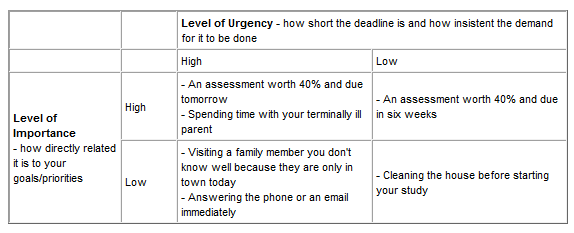 Level of Urgency - how short the deadline is and how insistent the demand
for it to be done
High
Low
Level of
Importance
- how directly related
it is to your
goals/priorities
High
- An assessment worth 40% and due
tomorrow
- Spending time with your terminally ill
parent
- An assessment worth 40% and due
in six weeks
Low
- Visiting a family member you don't
know well because they are only in
town today
- Answering the phone or an email
immediately
- Cleaning the house before starting
your study